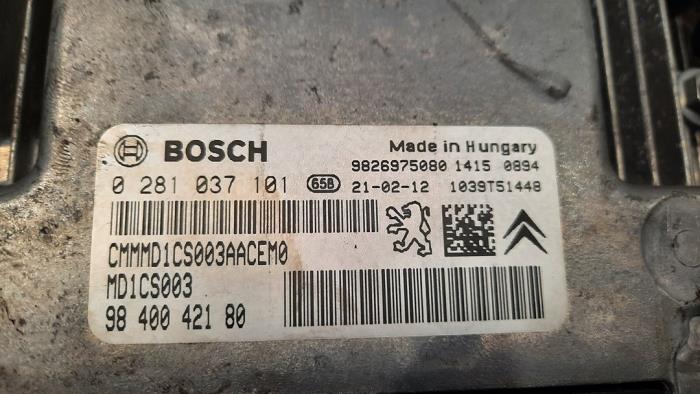 BOSCH
Made in Hungary
9826975080 1415 0894
0 281 037 101 658 21-02-12 1039T51448
CMMMD1CS003AACEM0
MD1CS003
98 400 421 80